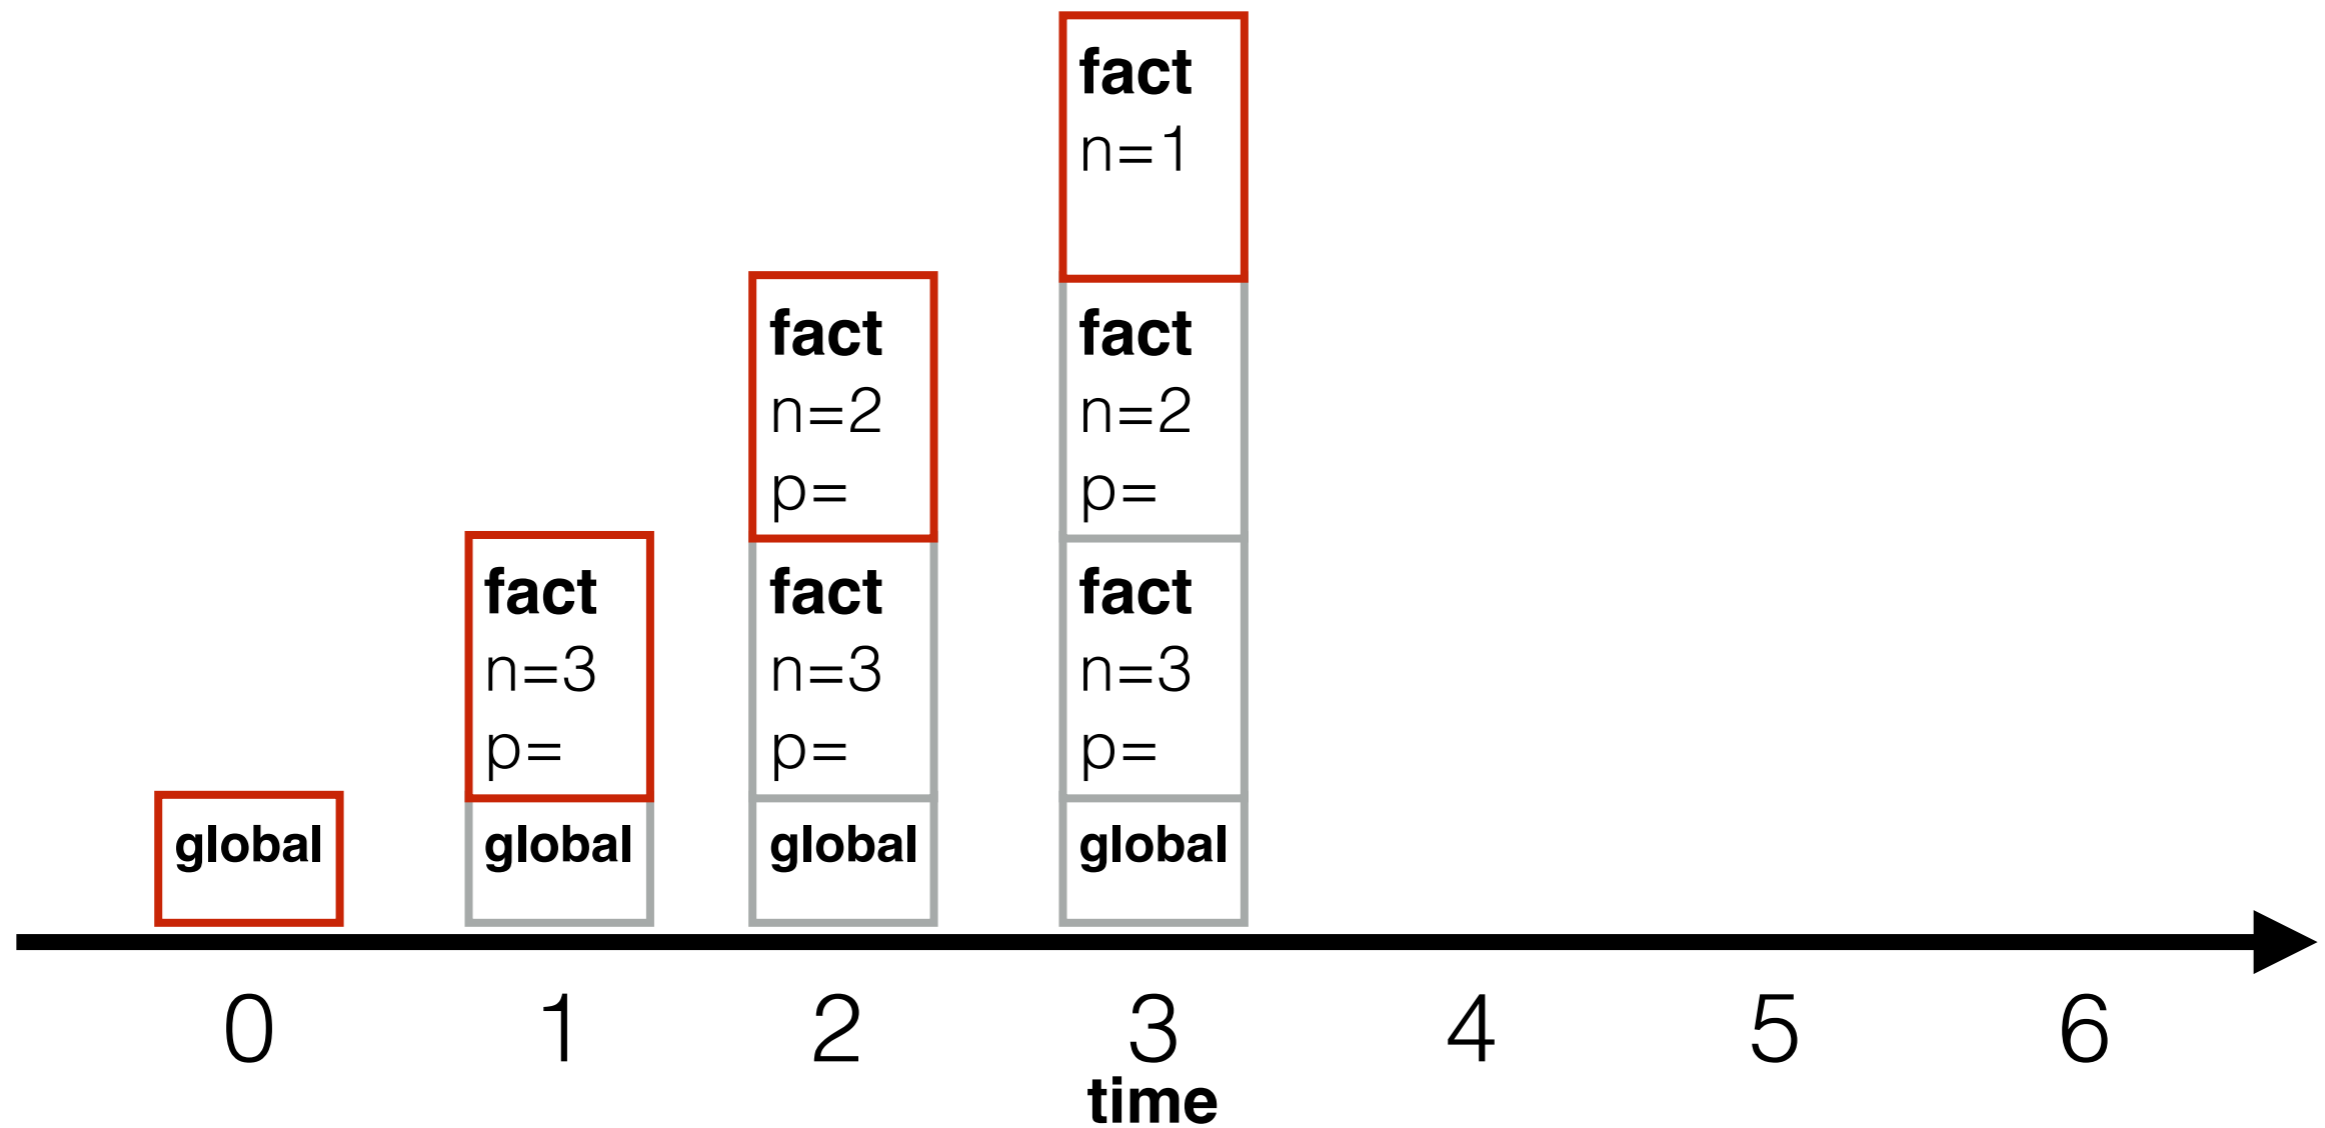 fact
n=1
fact
n=2
p=
fact
n=2
p=
fact
n=3
p=
fact
n=3
p=
fact
n=3
p=
global
global
global
global
0
1
2
3
4
5
6
time